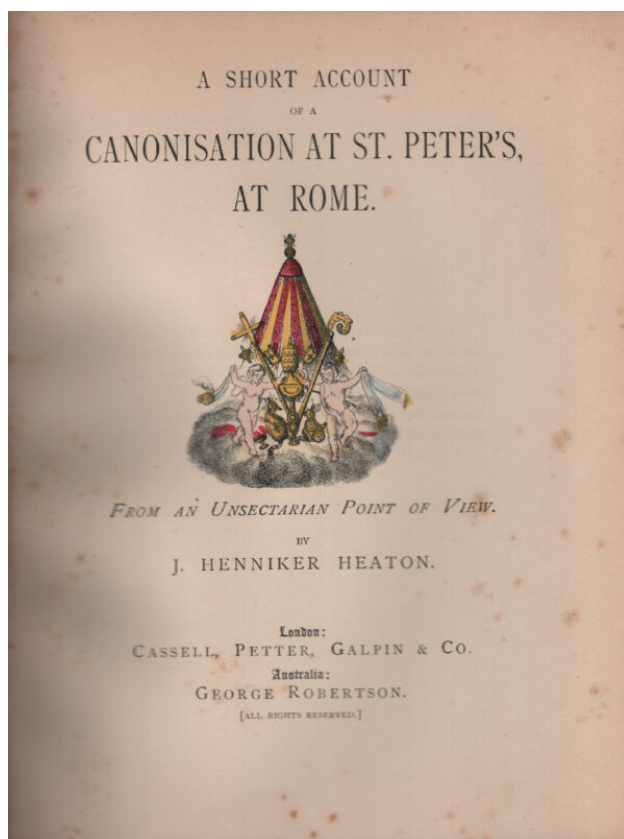 A SHORT ACCOUNT
OF A
CANONISATION AT ST. PETER'S,
AT ROME.
FROM AN UNSECTARIAN POINT OF VIEW.
BY
J. HENNIKER HEATON.
London:
CASSELL, PETTER, GALPIN & CO.
Australia:
GEORGE ROBERTSON.
[ALL RIGHTS RESERVED.]